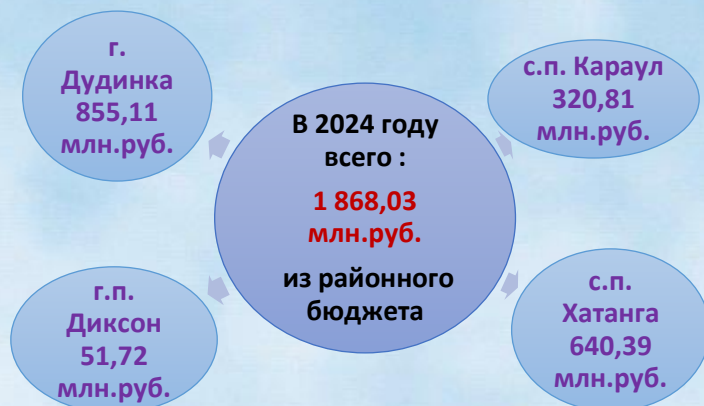 г.
Дудинка
855,11
млн.руб.
с.п. Караул
320,81
млн.руб.
В 2024 году
всего :
1 868,03
млн.руб.
из районного
бюджета
г.п.
Диксон
51,72
млн.руб.
с.п.
Хатанга
640,39
млн.руб.